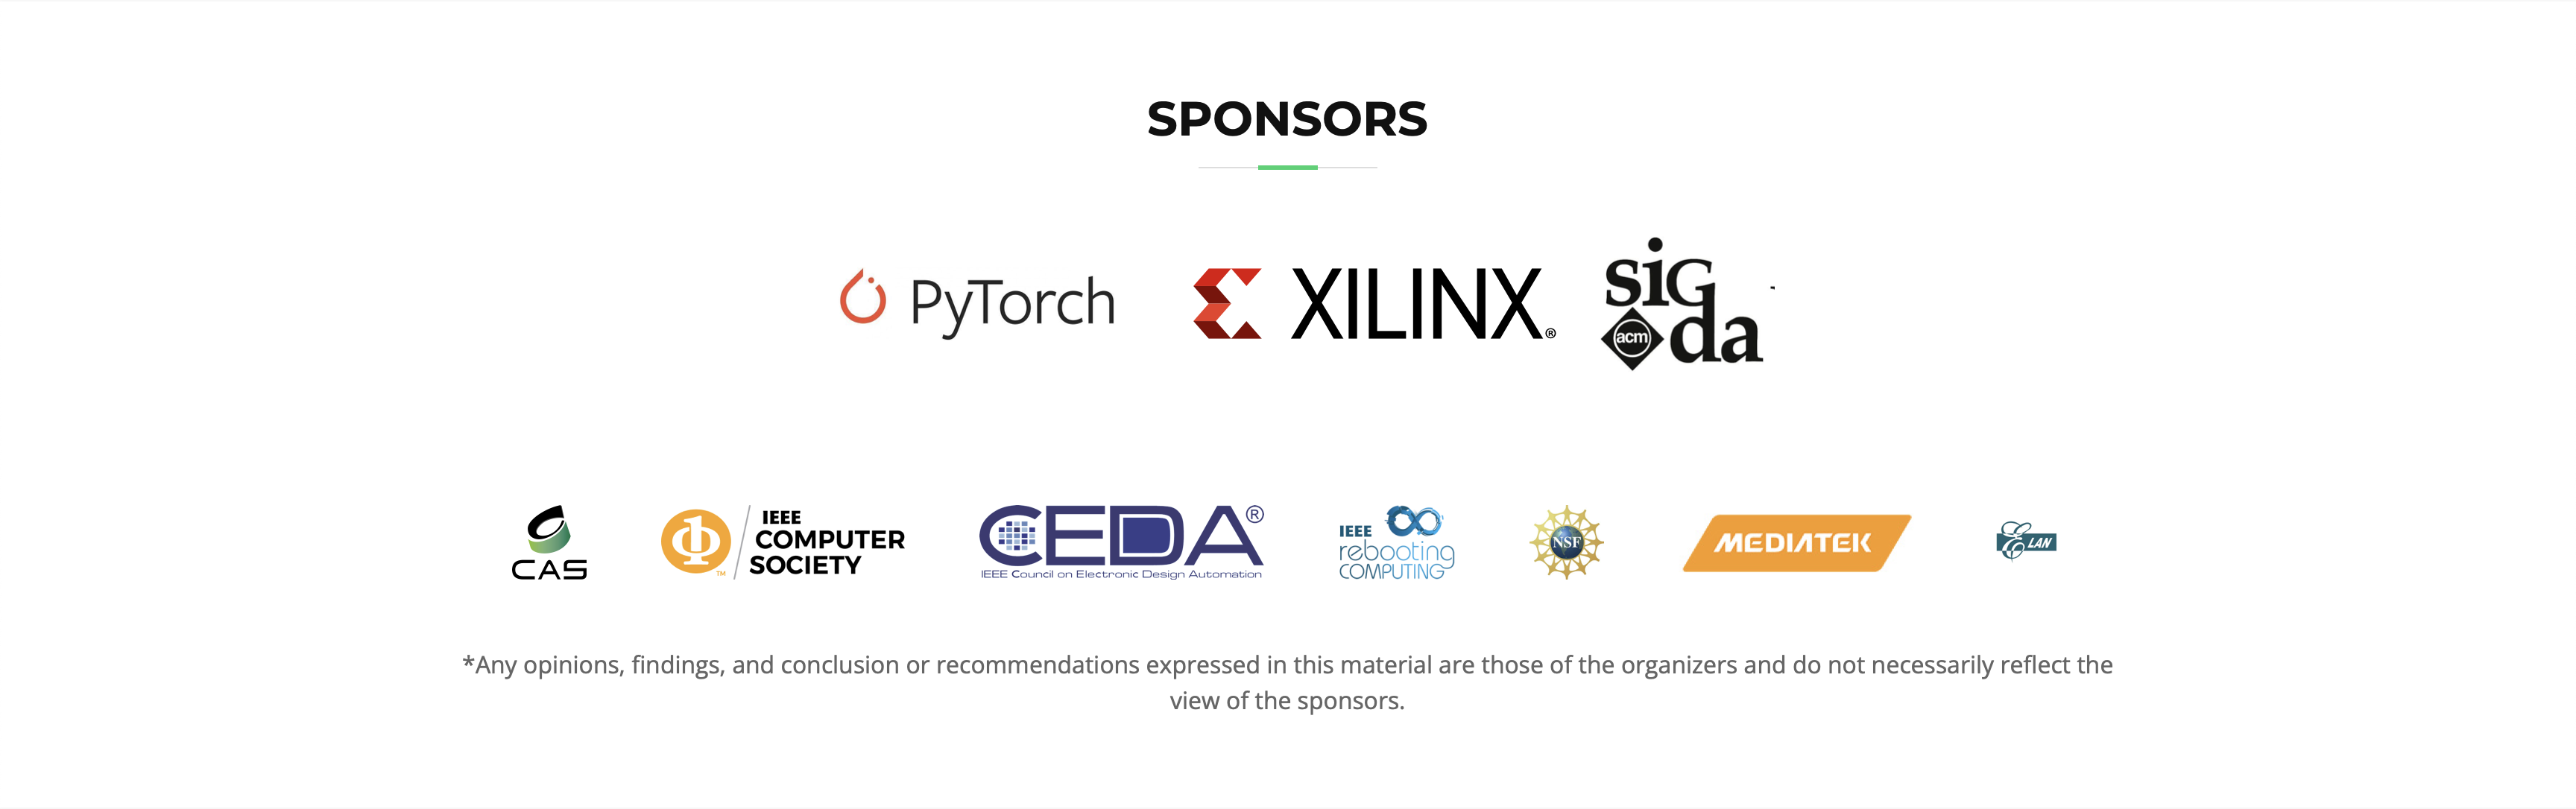 SPONSORS
PyTorch
XILINX®
siG
da
acm
CAS
IEEE
COMPUTER
SOCIETY
TM
CEDA®
IEEE Council on Electronic Design Automation
IEEE
rebooting
COMPUTING
NSF
MEDIATEK
ELAN
*Any opinions, findings, and conclusion or recommendations expressed in this material are those of the organizers and do not necessarily reflect the
view of the sponsors.